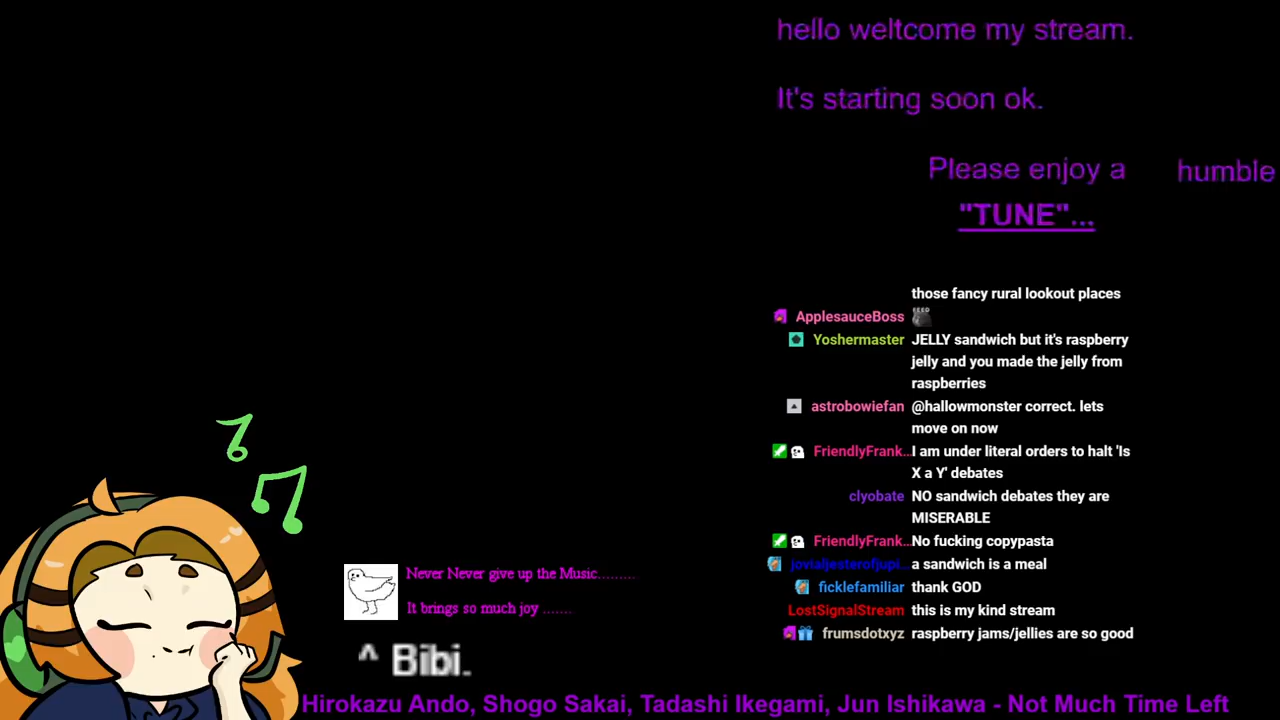 hello weltcome my stream.
It's starting soon ok.
Please enjoy a humble
"TUNE"...
those fancy rural lookout places
ApplesauceBoss
Yoshermaster JELLY sandwich but it's raspberry
jelly and you made the jelly from
raspberries
astrobowiefan @hallowmonster correct. lets
move on now
FriendlyFrank... I am under literal orders to halt 'Is
X a Y' debates
clyobate NO sandwich debates they are
MISERABLE
FriendlyFrank... No fucking copypasta
jovialjesterofjupi... a sandwich is a meal
ficklefamiliar thank GOD
LostSignalStream this is my kind stream
frumsdotxyz raspberry jams/jellies are so good
Never Never give up the Music.........
It brings so much joy .......
^ Bibi.
Hirokazu Ando, Shogo Sakai, Tadashi Ikegami, Jun Ishikawa - Not Much Time Left